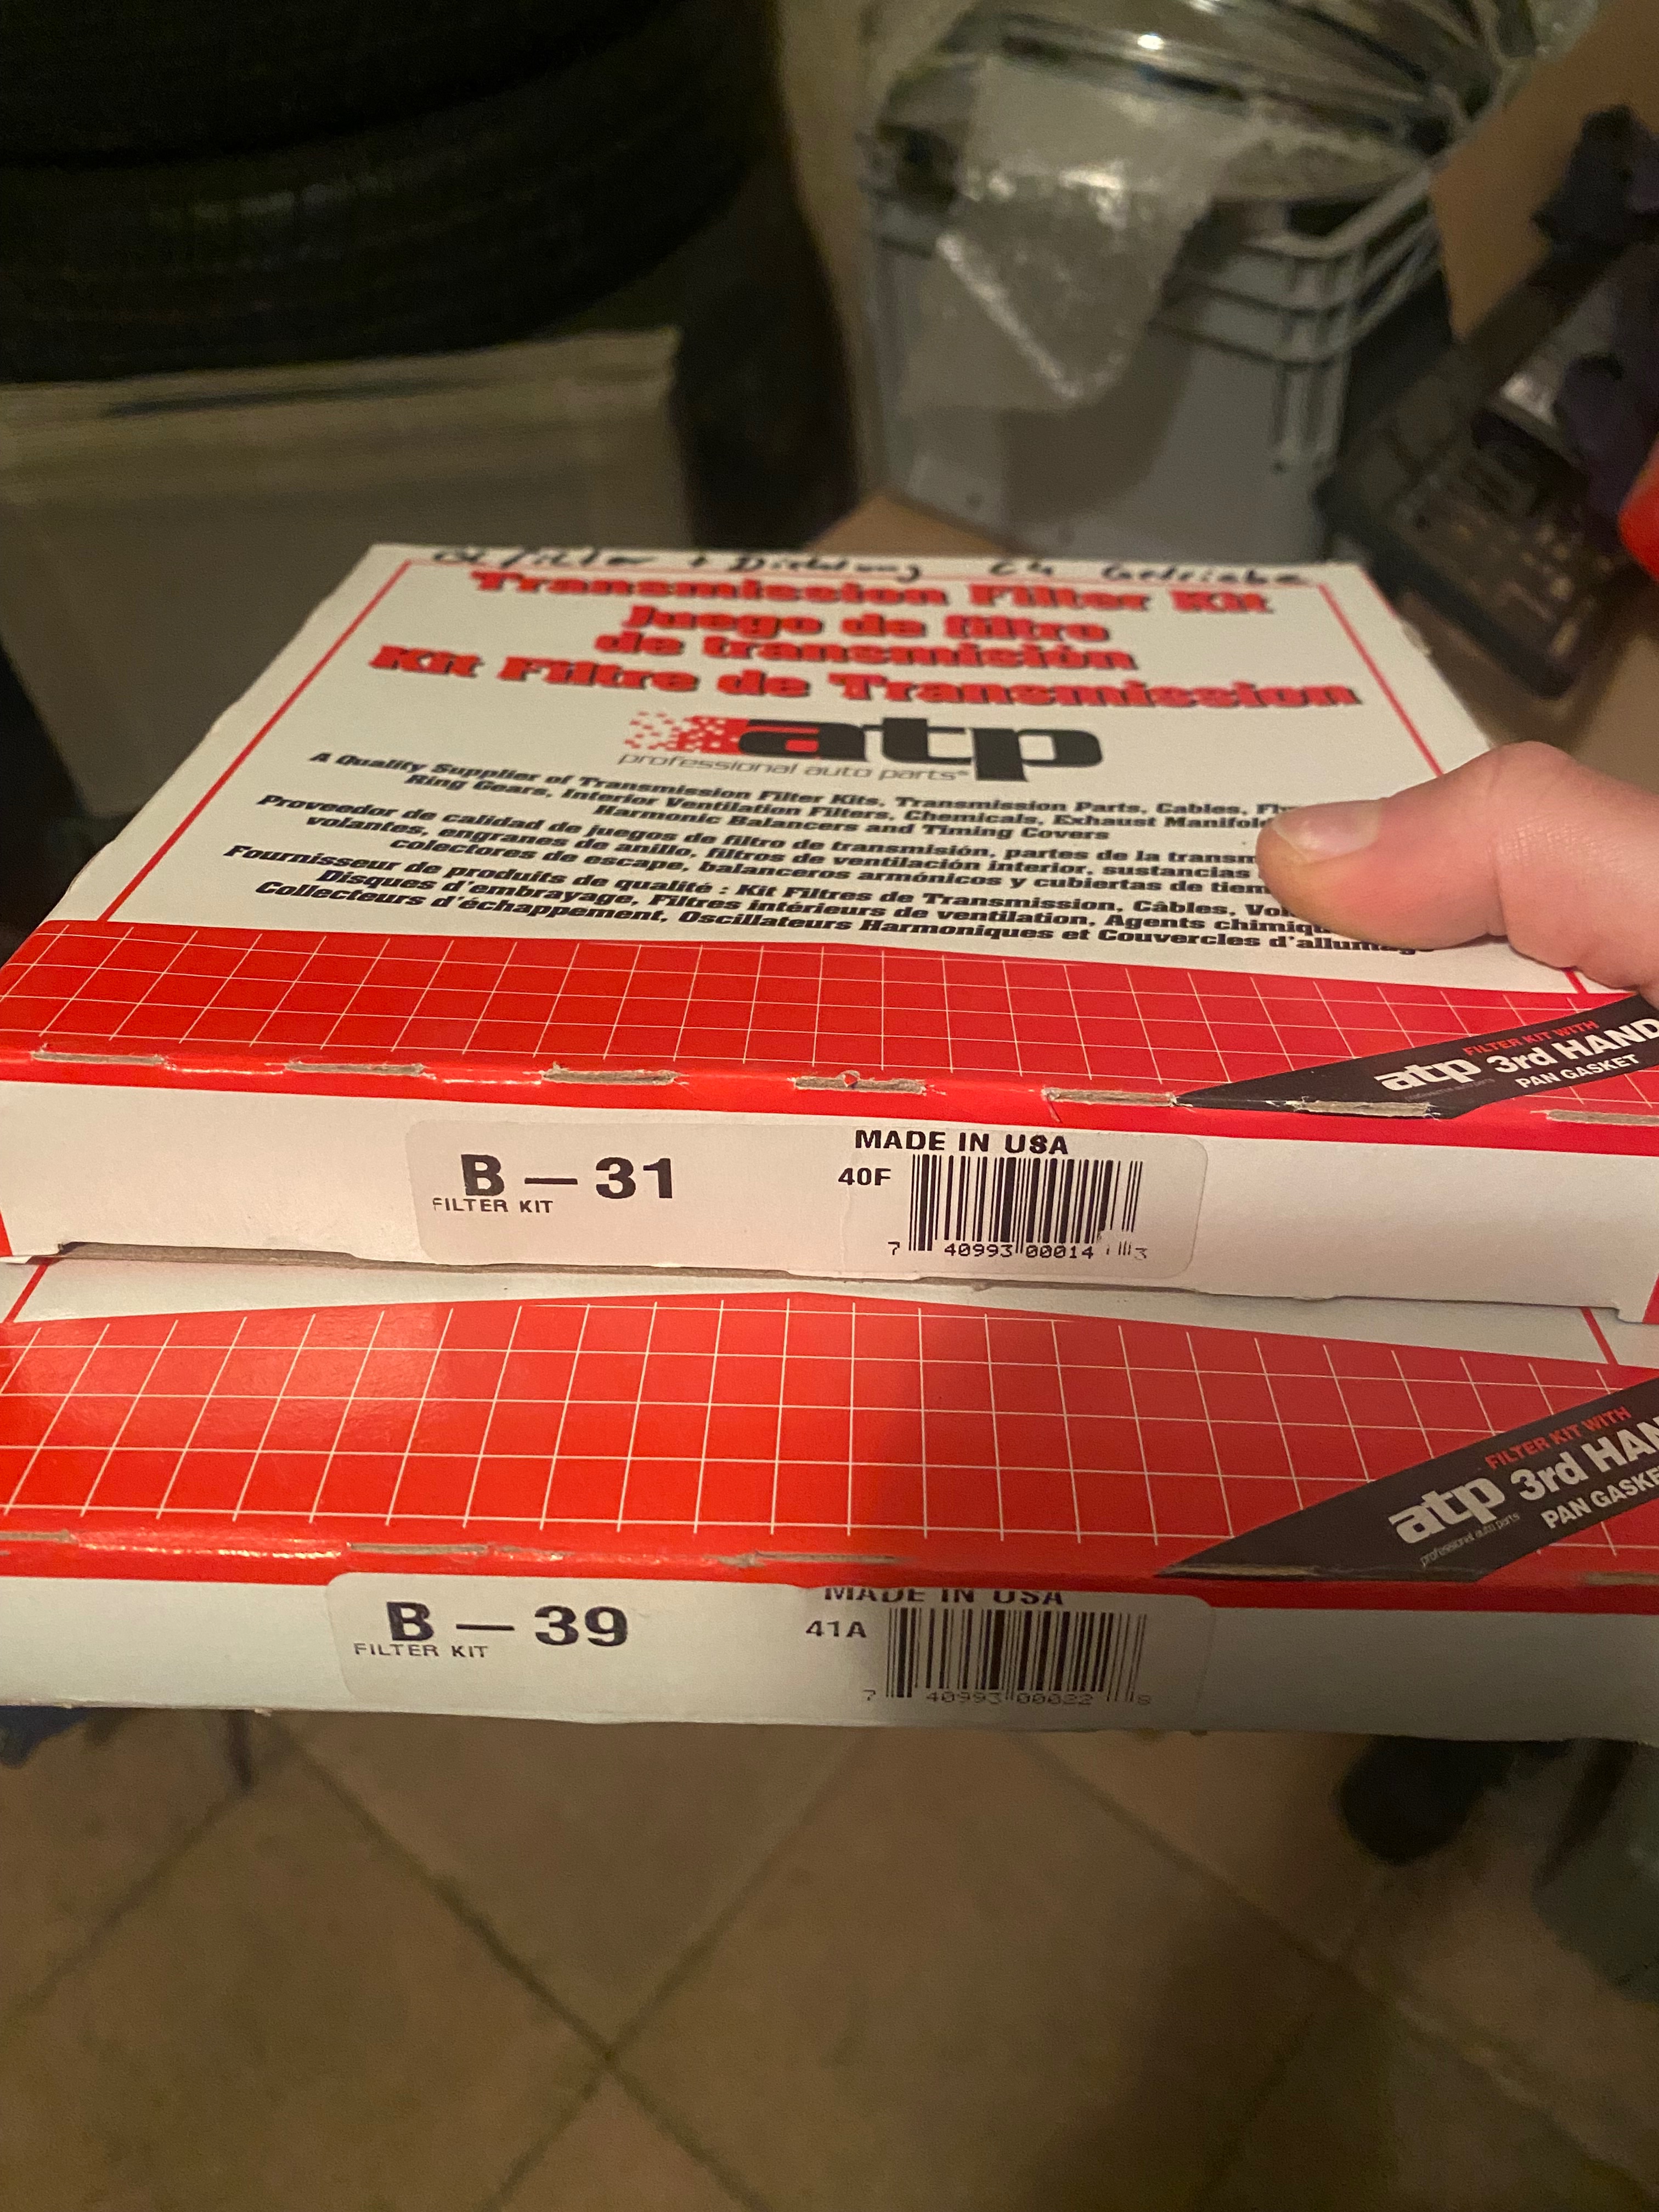 Ölfilter + Dichtung C4 Getriebe
Transmission Filter Kit
Juego de filtro
de transmisión
Kit Filtre de Transmission
atp
professional auto parts®
A Quality Supplier of Transmission Filter Kits, Transmission Parts, Cables,
Ring Gears, Interior Ventilation Filters, Chemicals, Exhaust
Harmonic Balancers and Timing Covers
Proveedor de calidad de juegos de filtro de transmisión, partes de la
volantes, engranes de anillo, filtros de ventilación interior, sustancias
colectores de escape, balanceros armónicos y cubiertas de
Fournisseur de produits de qualité : Kit Filtres de Transmission, Câbles,
Disques d'embrayage, Filtres intérieurs de ventilation, Agents
Collecteurs d'échappement, Oscillateurs Harmoniques et Couvercles
FILTER KIT WITH
atp 3rd HAND
PAN GASKET
MADE IN USA
B — 31
FILTER KIT
40F
7 40993 00014 3
FILTER KIT WITH
atp 3rd HAN
professional auto parts
PAN GASKE
MADE IN USA
B — 39
FILTER KIT
41A
7 40993 00022 8